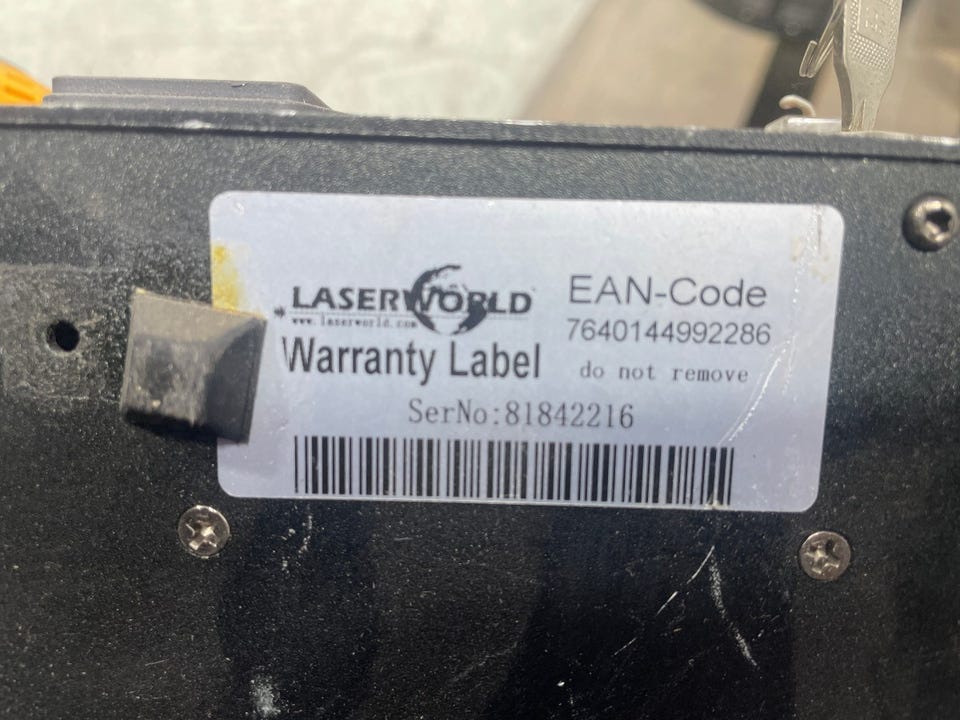 LASERWORLD
www.laserworld.com
Warranty Label
EAN-Code
7640144992286
do not remove
SerNo:81842216